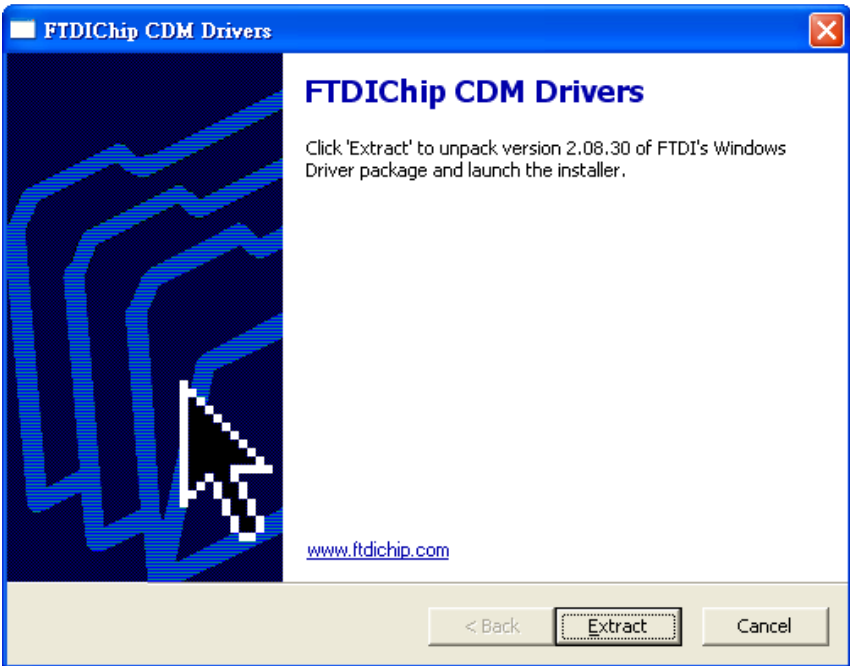 FTDIChip CDM Drivers
FTDIChip CDM Drivers
Click 'Extract' to unpack version 2.08.30 of FTDI's Windows
Driver package and launch the installer.
www.ftdichip.com
< Back
Extract
Cancel